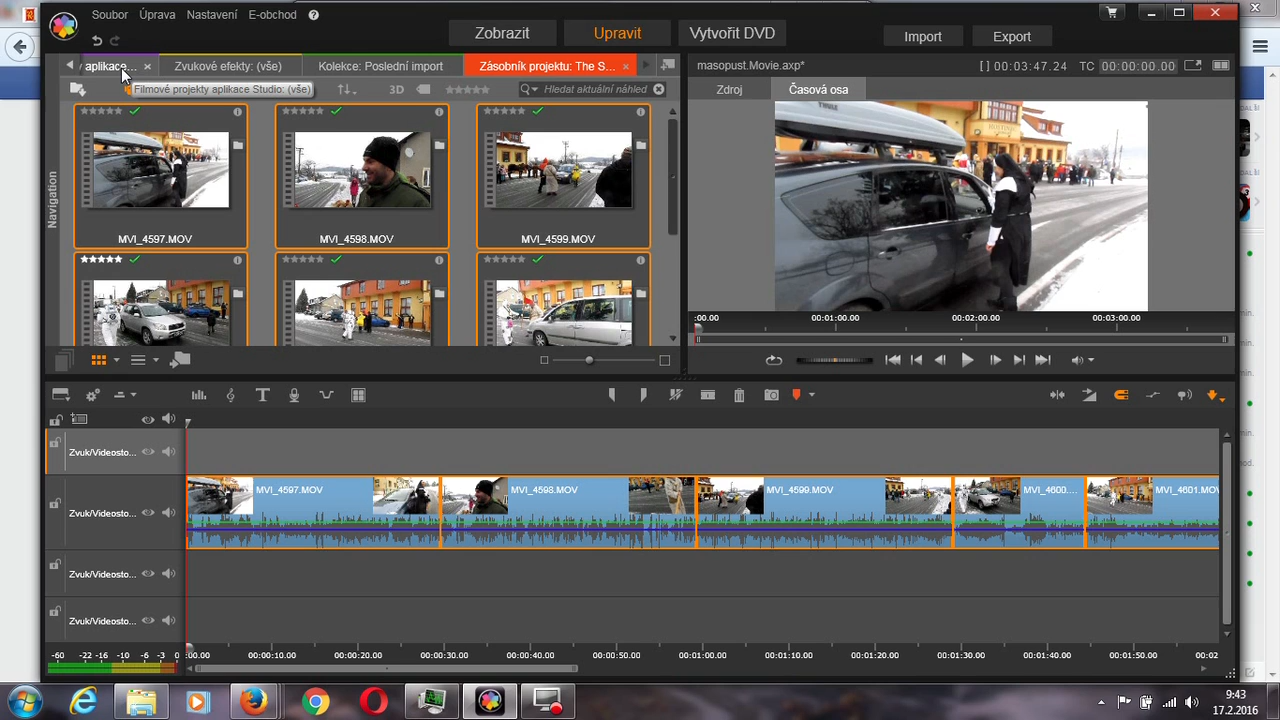 Soubor Úprava Nastavení E-obchod
Zobrazit Upravit Vytvořit DVD
Import Export
aplikace... Zvukové efekty: (vše) Kolekce: Poslední import Zásobník projektu: The S...
masopust.Movie.axp* [ ] 00:03:47.24 TC 00:00:00.00
Filmové projekty aplikace Studio: (vše) 3D Hledat aktuální náhled
Zdroj Časová osa
Navigation
MVI_4597.MOV MVI_4598.MOV MVI_4599.MOV
:00.00 00:01:00.00 00:02:00.00 00:03:00.00
Zvuk/Videosto...
MVI_4597.MOV MVI_4598.MOV MVI_4599.MOV MVI_4600.... MVI_4601.MOV
Zvuk/Videosto...
Zvuk/Videosto...
Zvuk/Videosto...
-60 -22 -16 -10 -6 -3 0 :00.00 00:00:10.00 00:00:20.00 00:00:30.00 00:00:40.00 00:00:50.00 00:01:00.00 00:01:10.00 00:01:20.00 00:01:30.00 00:01:40.00 00:01:50.00 00:02
9:43
17.2.2016